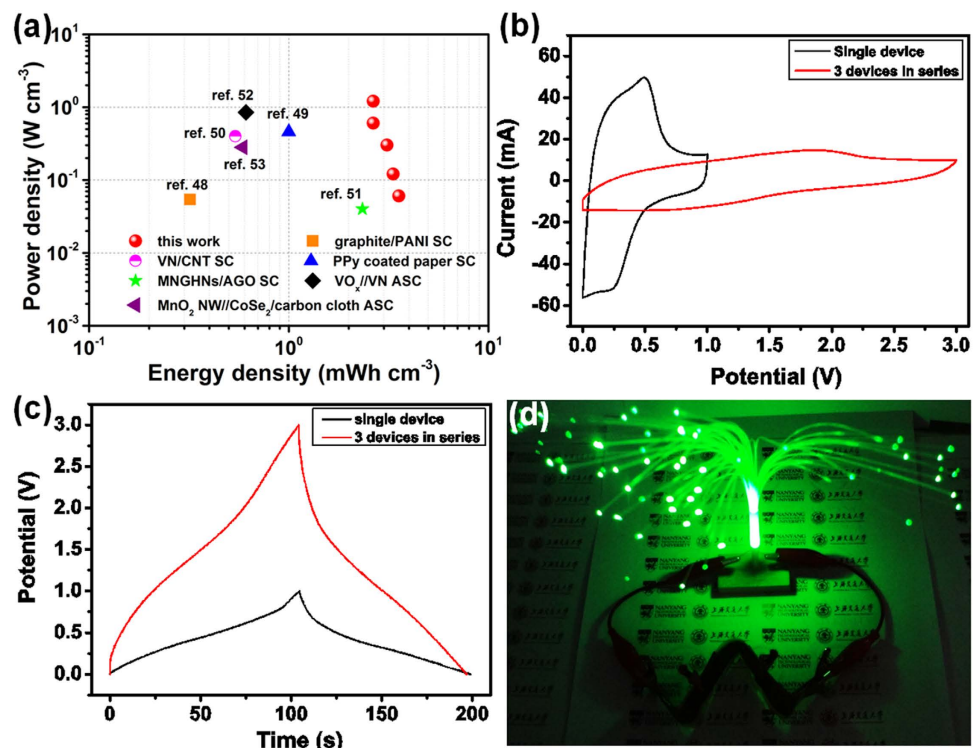 (a)
Power density (W cm-3)
10^1
10^0
10^-1
10^-2
10^-3
ref. 52
ref. 49
ref. 50
ref. 53
ref. 48
ref. 51
this work
graphite/PANI SC
VN/CNT SC
PPy coated paper SC
MNGHNs/AGO SC
VOx//VN ASC
MnO2 NW//CoSe2/carbon cloth ASC
10^-1
10^0
10^1
Energy density (mWh cm-3)
(b)
Current (mA)
60
40
20
0
-20
-40
-60
Single device
3 devices in series
0.0 0.5 1.0 1.5 2.0 2.5 3.0
Potential (V)
(c)
Potential (V)
3.0
2.5
2.0
1.5
1.0
0.5
0.0
single device
3 devices in series
0 50 100 150 200
Time (s)
(d)
NANYANG
UNIVERSITY